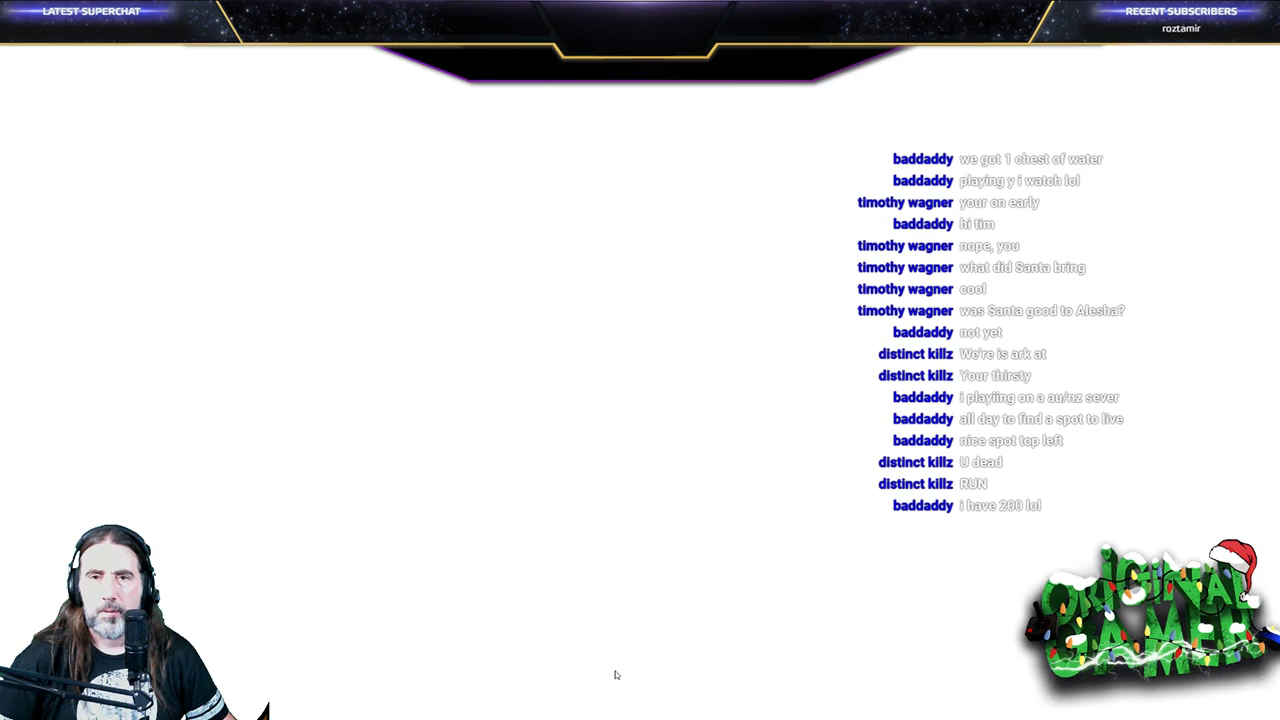 LATEST SUPERCHAT
RECENT SUBSCRIBERS
roztamir
baddaddy we got 1 chest of water
baddaddy playing y i watch lol
timothy wagner your on early
baddaddy hi tim
timothy wagner nope, you
timothy wagner what did Santa bring
timothy wagner cool
timothy wagner was Santa good to Alesha?
baddaddy not yet
distinct killz We're is ark at
distinct killz Your thirsty
baddaddy i playiing on a au/nz sever
baddaddy all day to find a spot to live
baddaddy nice spot top left
distinct killz U dead
distinct killz RUN
baddaddy i have 200 lol
ORIGINAL
GAMER